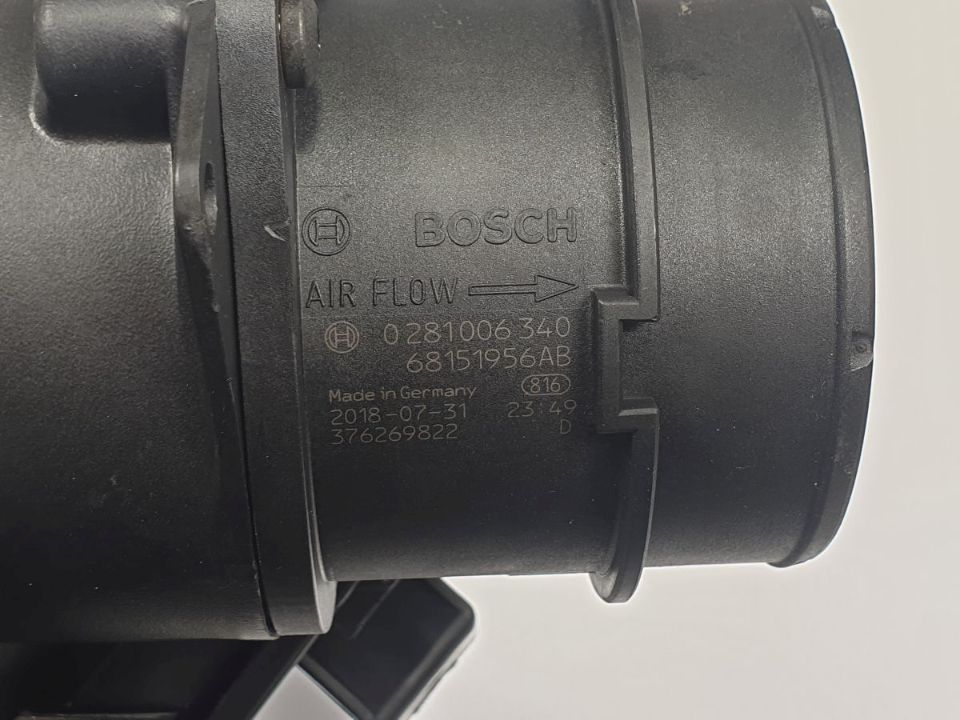 BOSCH
AIR FLOW
0 281 006 340
68151956AB
Made in Germany 816
2018-07-31 23:49
376269822 D